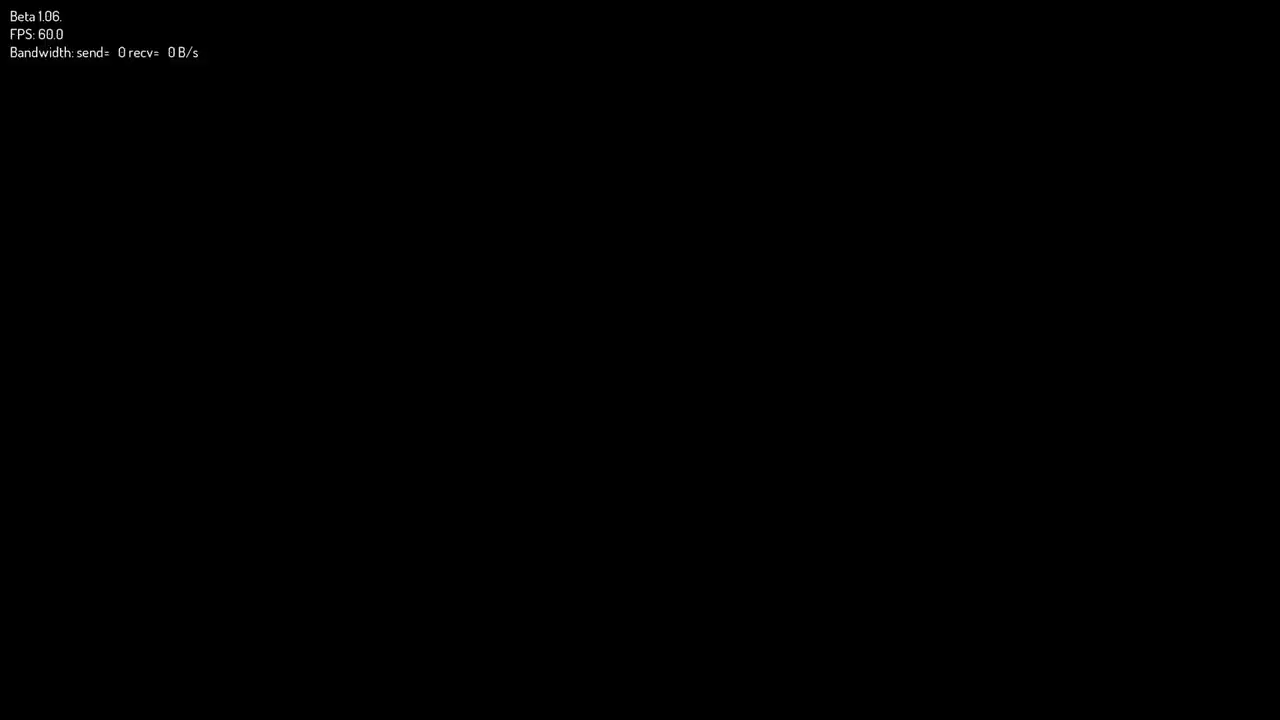 Beta 1.06.
FPS: 60.0
Bandwidth: send= 0 recv= 0 B/s